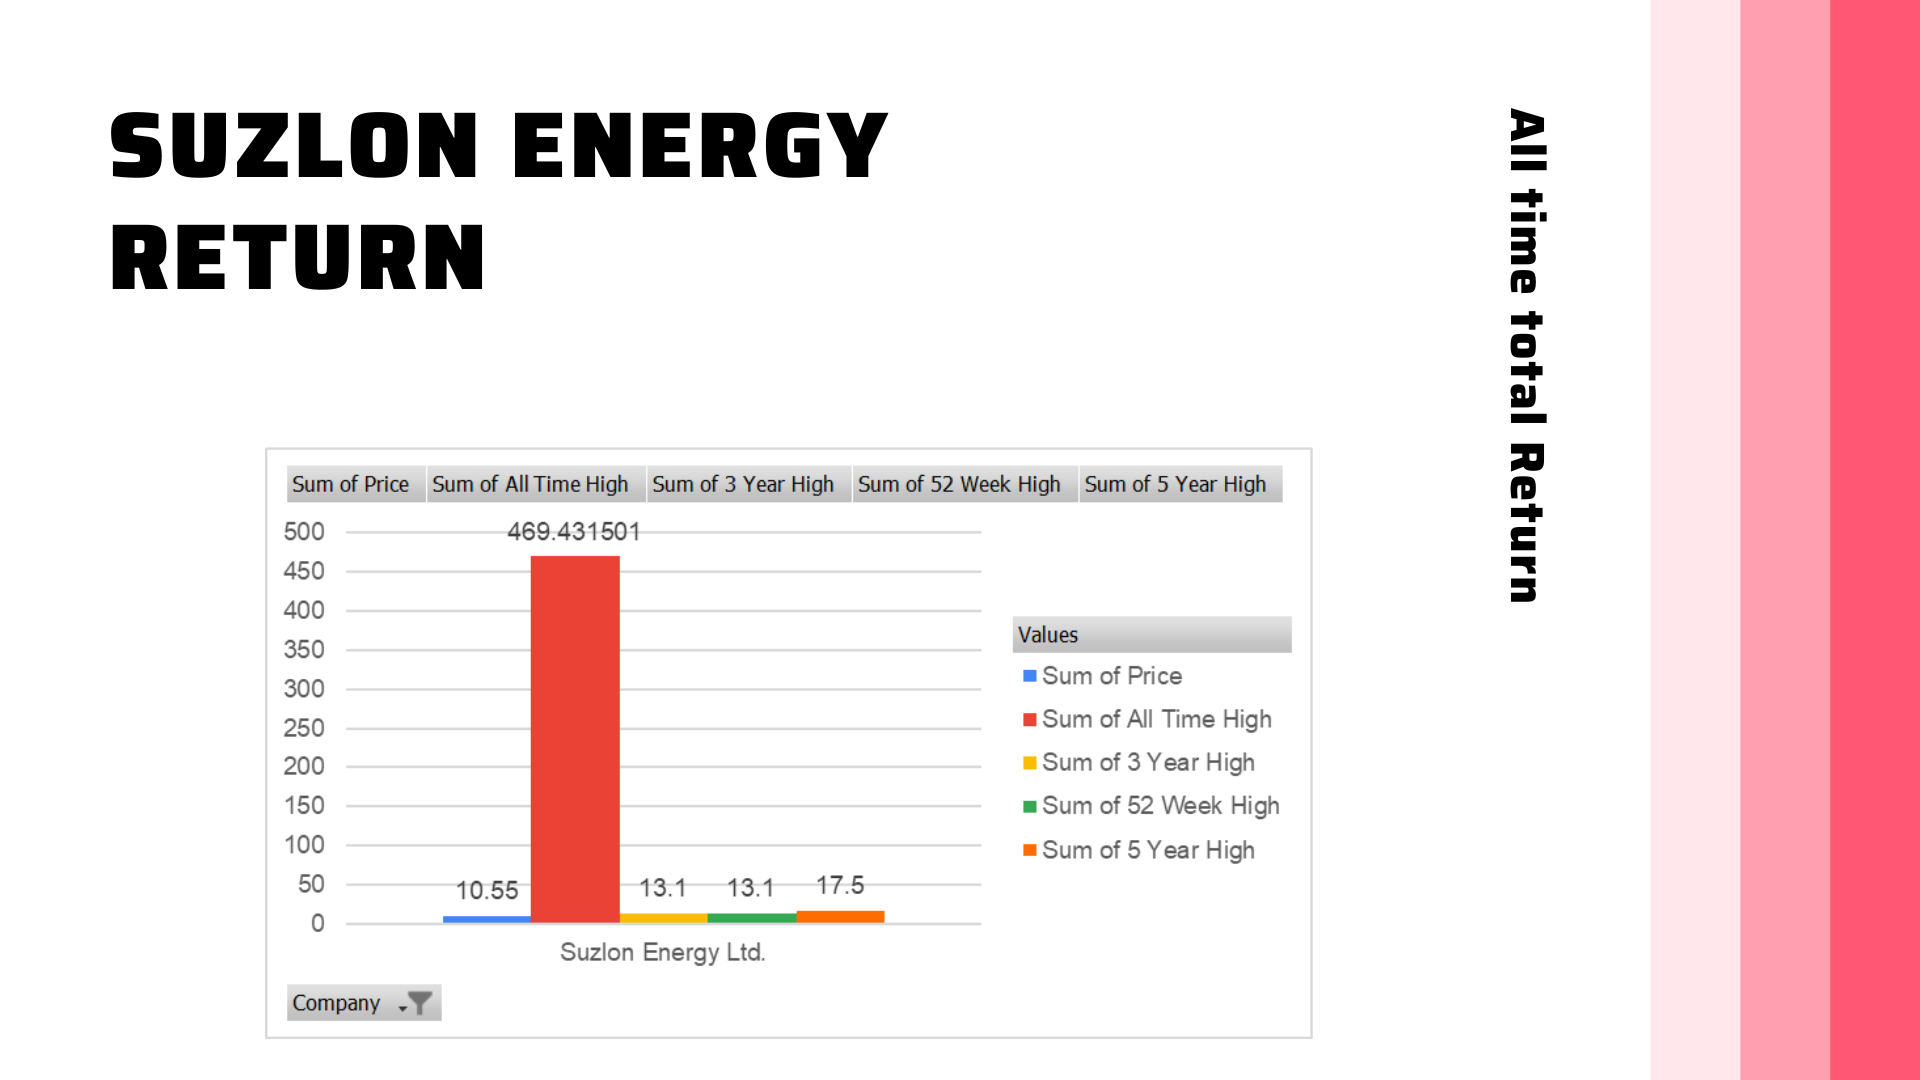 SUZLON ENERGY
RETURN
All time total Return
Sum of Price
Sum of All Time High
Sum of 3 Year High
Sum of 52 Week High
Sum of 5 Year High
500
450
400
350
300
250
200
150
100
50
0
469.431501
10.55
13.1
13.1
17.5
Suzlon Energy Ltd.
Values
Sum of Price
Sum of All Time High
Sum of 3 Year High
Sum of 52 Week High
Sum of 5 Year High
Company